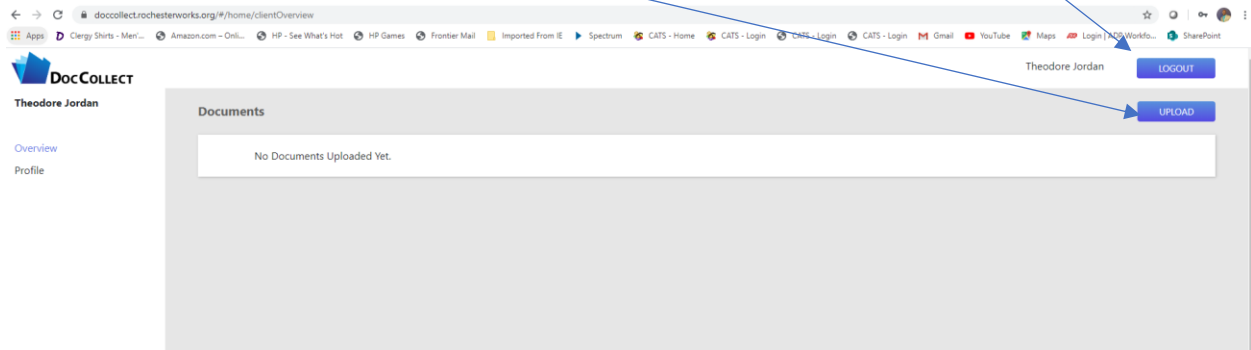 doccollect.rochesterworks.org/#/home/clientOverview
Apps Clergy Shirts - Men'... Amazon.com – Onli... HP - See What's Hot HP Games Frontier Mail Imported From IE Spectrum CATS - Home CATS - Login CATS - Login CATS - Login Gmail YouTube Maps Login | ADP Workfo... SharePoint
DOCCOLLECT
Theodore Jordan LOGOUT
Theodore Jordan
Documents UPLOAD
Overview
No Documents Uploaded Yet.
Profile